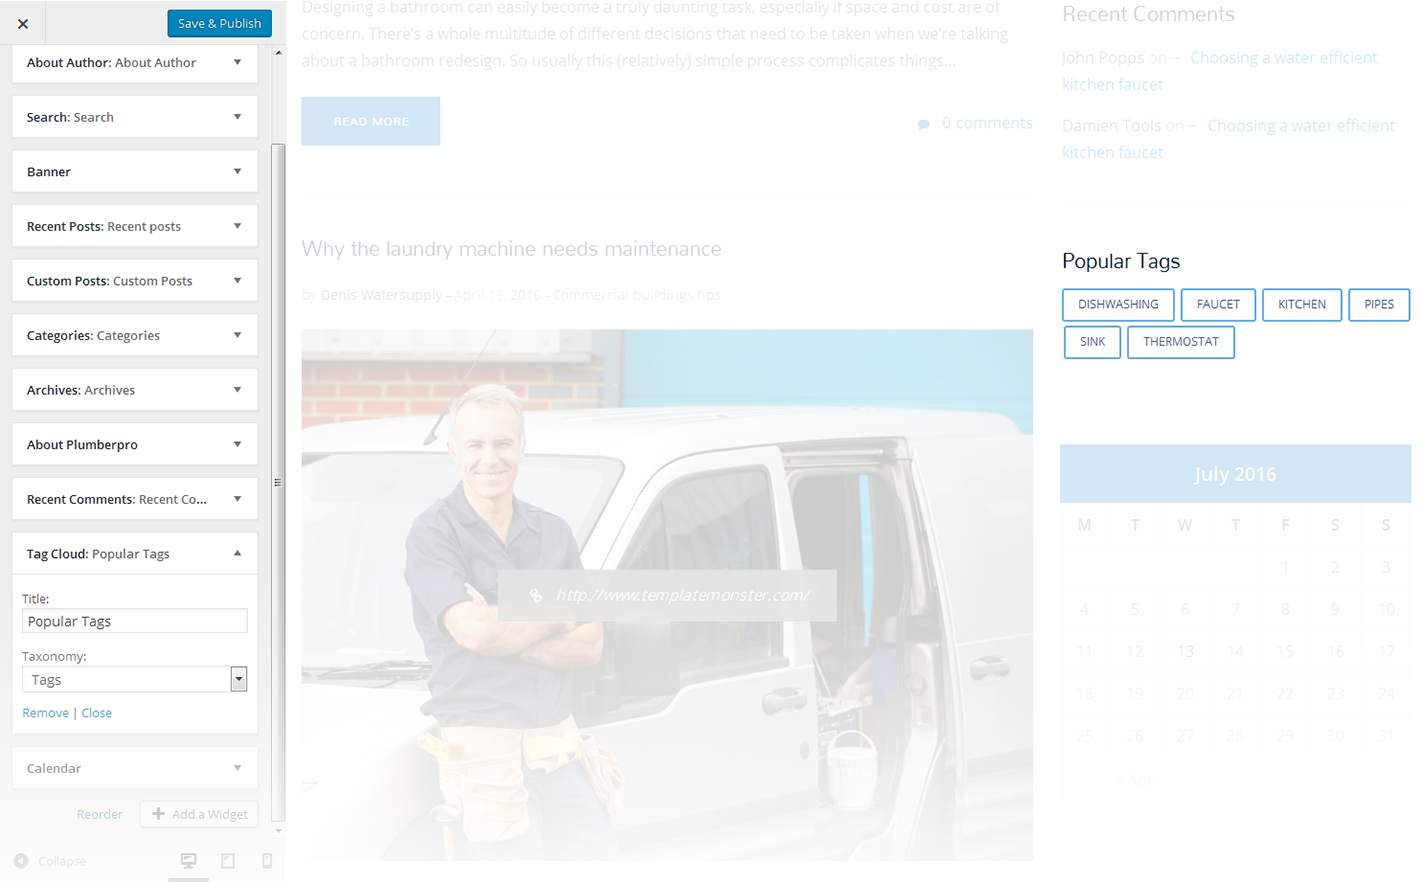 Save & Publish
About Author: About Author
Search: Search
Banner
Recent Posts: Recent posts
Custom Posts: Custom Posts
Categories: Categories
Archives: Archives
About Plumberpro
Recent Comments: Recent Co...
Tag Cloud: Popular Tags
Title:
Popular Tags
Taxonomy:
Tags
Remove | Close
Calendar
Reorder
Add a Widget
Collapse
Designing a bathroom can easily become a truly daunting task, especially if space and cost are of
concern. There's a whole multitude of different decisions that need to be taken when we're talking
about a bathroom redesign. So usually this (relatively) simple process complicates things…
READ MORE
0 comments
Why the laundry machine needs maintenance
by Denis Watersupply – April 15, 2016 – Commercial buildings tips
http://www.templatemonster.com/
Recent Comments
John Popps on— Choosing a water efficient
kitchen faucet
Damien Tools on— Choosing a water efficient
kitchen faucet
Popular Tags
DISHWASHING FAUCET KITCHEN PIPES
SINK THERMOSTAT
July 2016
M T W T F S S
1 2 3
4 5 6 7 8 9 10
11 12 13 14 15 16 17
18 19 20 21 22 23 24
25 26 27 28 29 30 31
« Apr